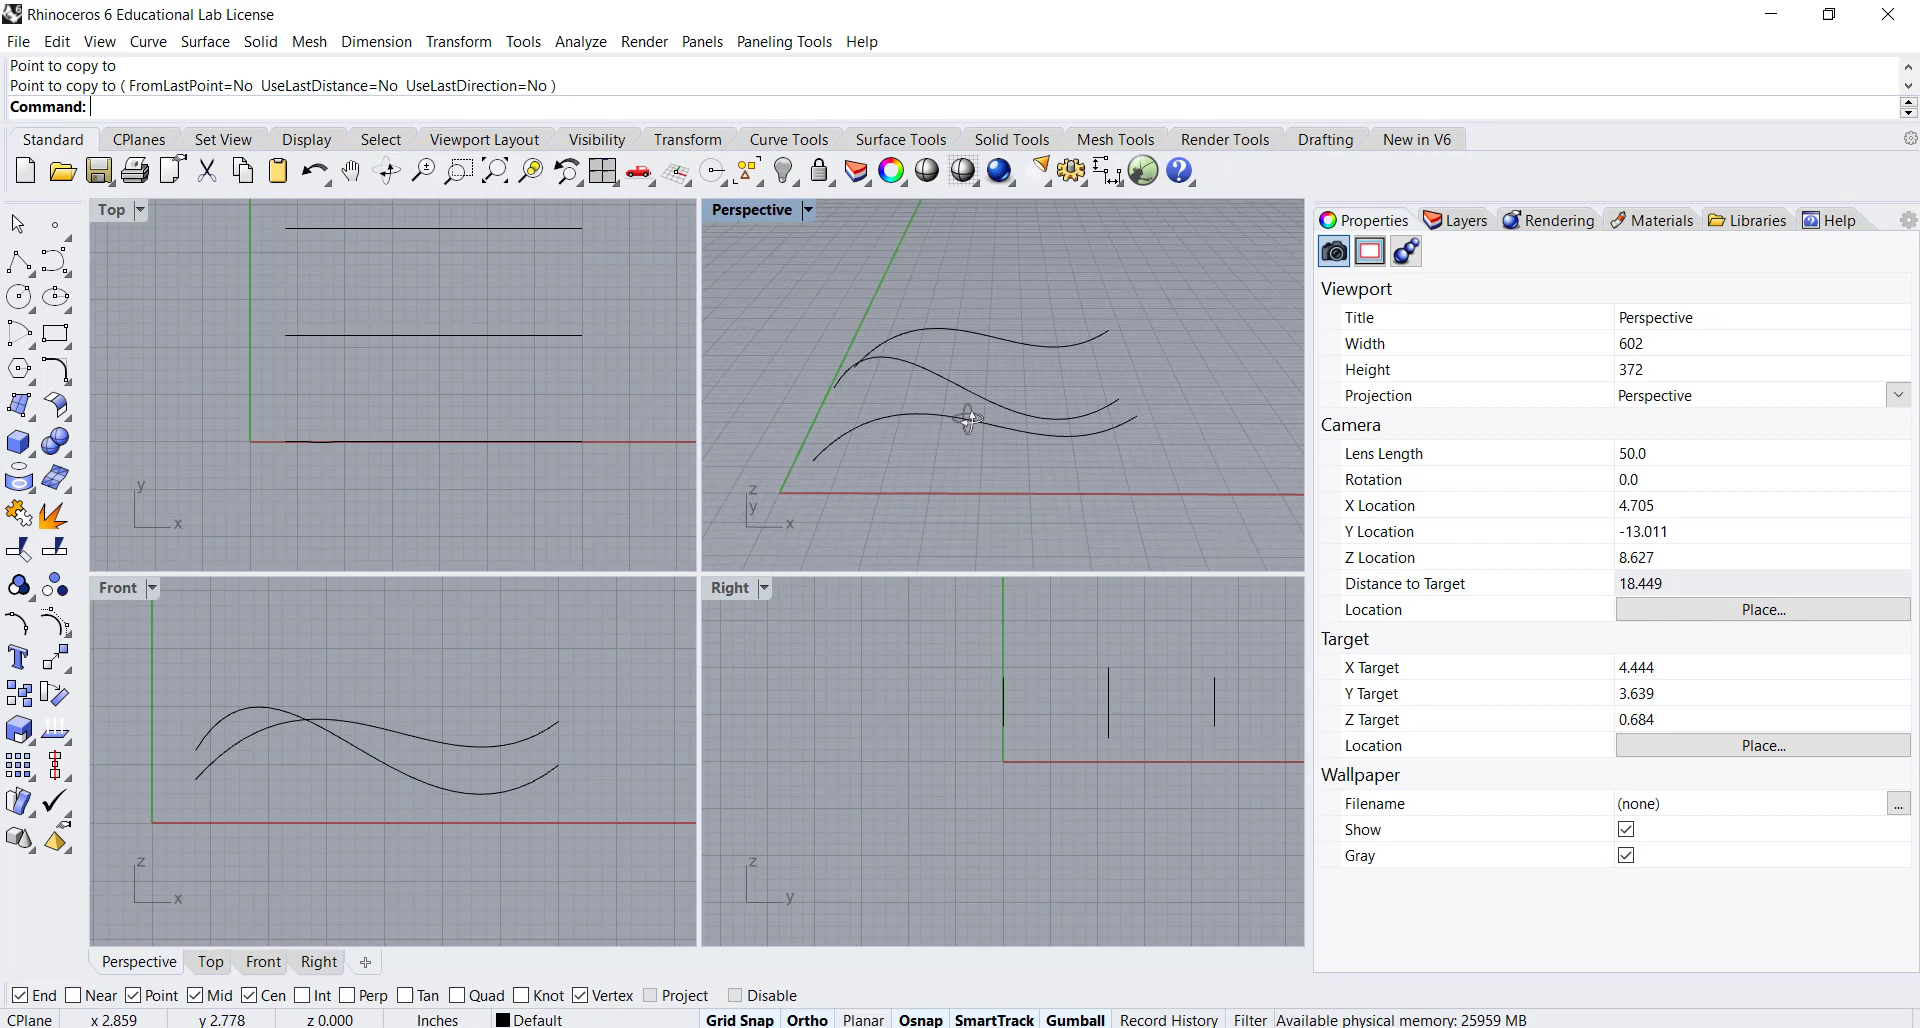 Rhinoceros 6 Educational Lab License
File Edit View Curve Surface Solid Mesh Dimension Transform Tools Analyze Render Panels Paneling Tools Help
Point to copy to
Point to copy to ( FromLastPoint=No UseLastDistance=No UseLastDirection=No )
Command:
Standard CPlanes Set View Display Select Viewport Layout Visibility Transform Curve Tools Surface Tools Solid Tools Mesh Tools Render Tools Drafting New in V6
Top
Perspective
Properties Layers Rendering Materials Libraries Help
Viewport
Title Perspective
Width 602
Height 372
Projection Perspective
Camera
Lens Length 50.0
Rotation 0.0
X Location 4.705
Y Location -13.011
Z Location 8.627
Distance to Target 18.449
Location Place...
Target
X Target 4.444
Y Target 3.639
Z Target 0.684
Location Place...
Wallpaper
Filename (none) ...
Show
Gray
y
x
z
y
x
Front
Right
z
x
z
y
Perspective Top Front Right
End Near Point Mid Cen Int Perp Tan Quad Knot Vertex Project Disable
CPlane x 2.859 y 2.778 z 0.000 Inches Default Grid Snap Ortho Planar Osnap SmartTrack Gumball Record History Filter Available physical memory: 25959 MB